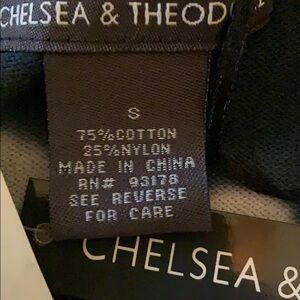 CHELSEA & THEOD
S
75%COTTON
25%NYLON
MADE IN CHINA
RN# 93178
SEE REVERSE
FOR CARE
CHELSEA &